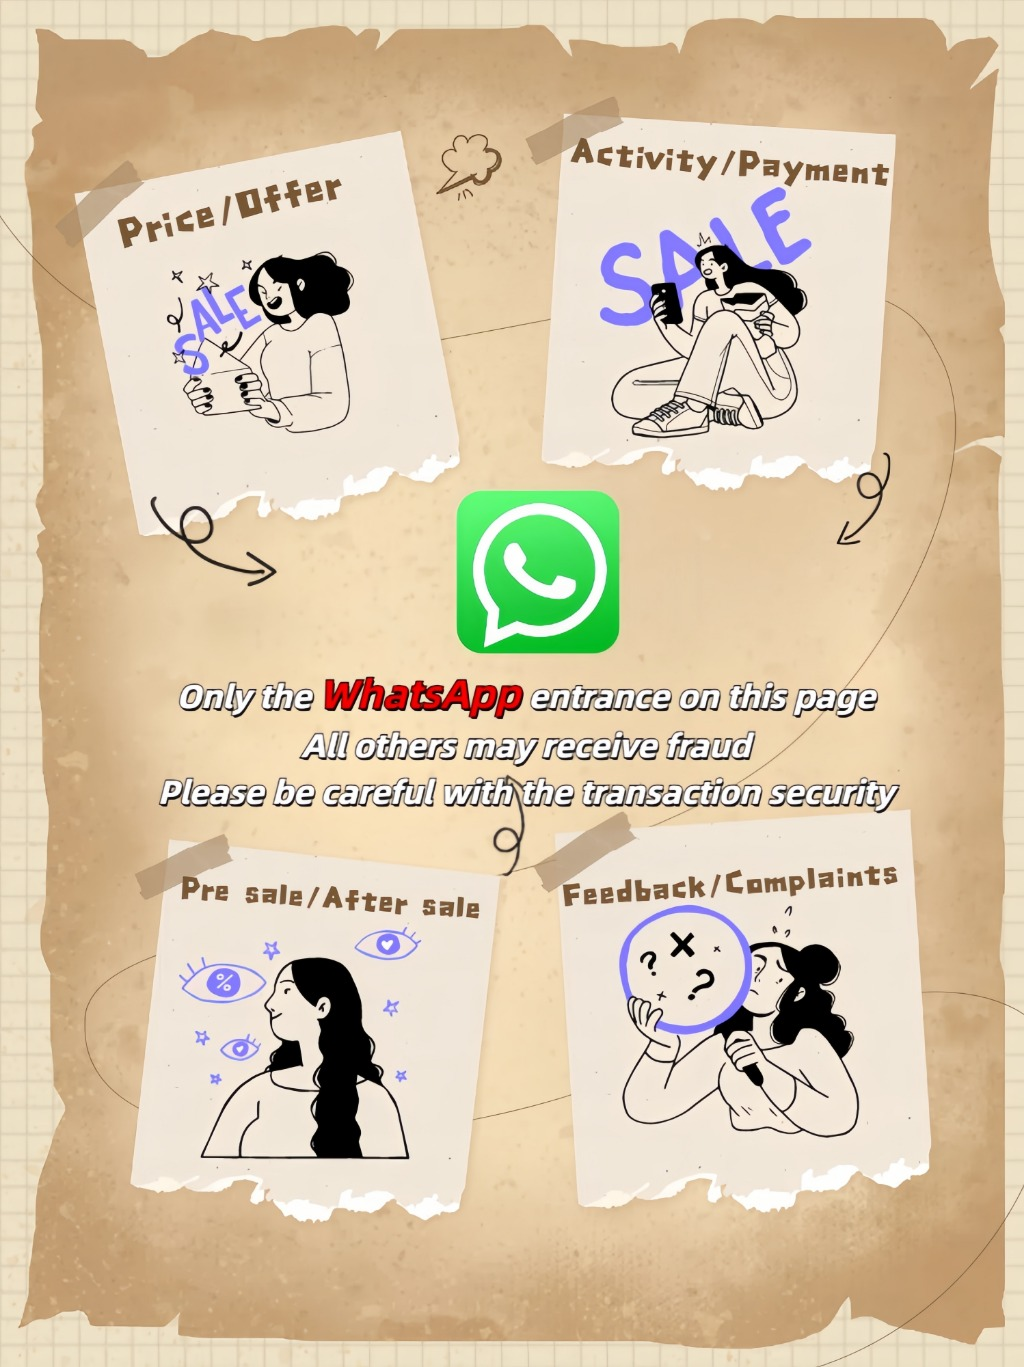 Price/Offer
SALE
Activity/Payment
SALE
Only the WhatsApp entrance on this page
All others may receive fraud
Please be careful with the transaction security
Pre sale/After sale
%
Feedback/Complaints
? ?